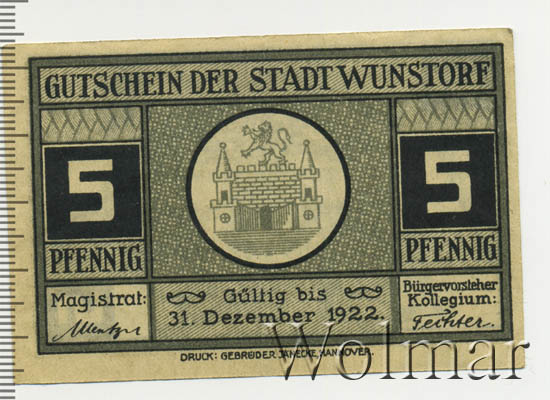 GUTSCHEIN DER STADT WUNSTORF
5
PFENNIG
5
PFENNIG
Magistrat:
Gültig bis
31. Dezember 1922.
Bürgervorsteher
Kollegium:
Fechter.
DRUCK: GEBRÜDER JÄNECKE, HANNOVER.
Wolmar